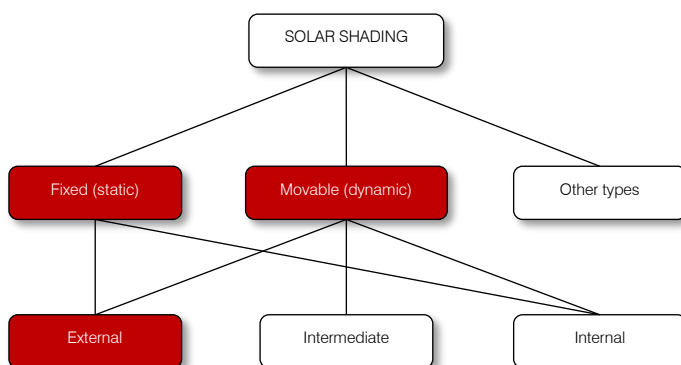 SOLAR SHADING
Fixed (static)
Movable (dynamic)
Other types
External
Intermediate
Internal